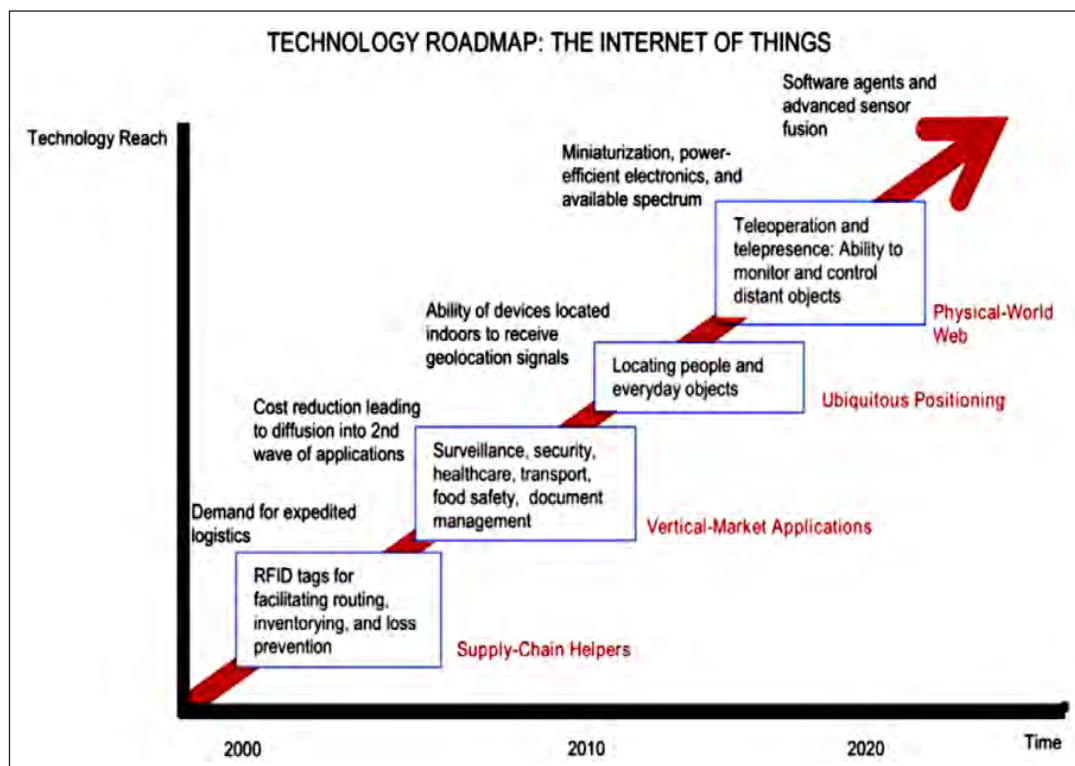 TECHNOLOGY ROADMAP: THE INTERNET OF THINGS
Software agents and
advanced sensor
fusion
Technology Reach
Miniaturization, power-
efficient electronics, and
available spectrum
Teleoperation and
telepresence: Ability to
monitor and control
distant objects
Physical-World
Web
Ability of devices located
indoors to receive
geolocation signals
Locating people and
everyday objects
Ubiquitous Positioning
Cost reduction leading
to diffusion into 2nd
wave of applications
Surveillance, security,
healthcare, transport,
food safety, document
management
Vertical-Market Applications
Demand for expedited
logistics
RFID tags for
facilitating routing,
inventorying, and loss
prevention
Supply-Chain Helpers
2000
2010
2020
Time